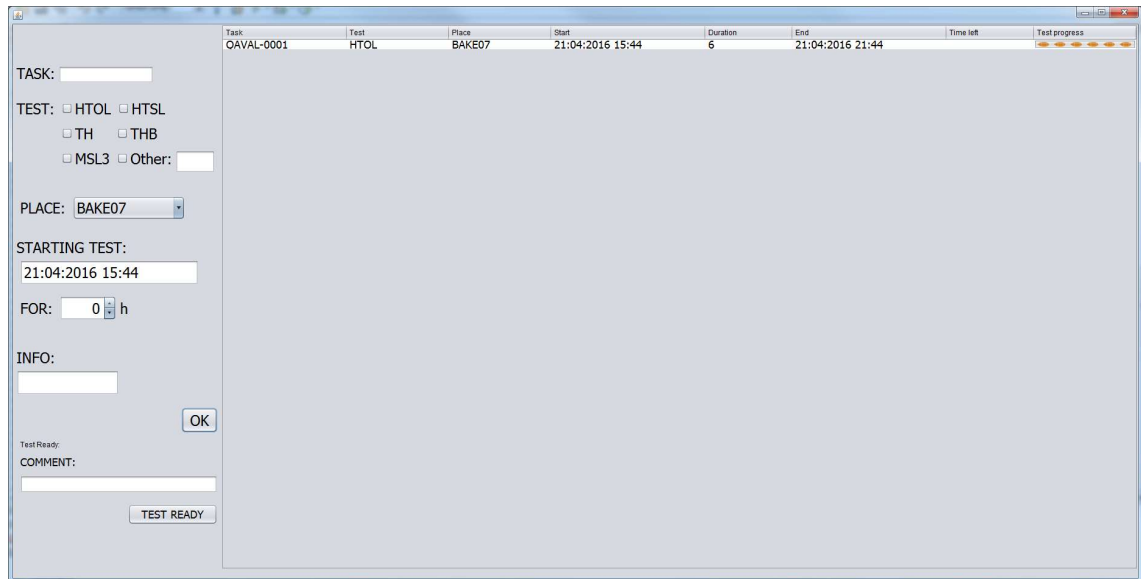 Task Test Place Start Duration End Time left Test progress
QAVAL-0001 HTOL BAKE07 21:04:2016 15:44 6 21:04:2016 21:44
TASK:
TEST: HTOL HTSL
TH THB
MSL3 Other:
PLACE: BAKE07
STARTING TEST:
21:04:2016 15:44
FOR: 0 h
INFO:
OK
Test Ready:
COMMENT:
TEST READY